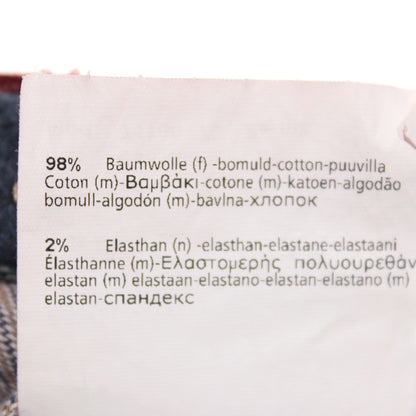 98% Baumwolle (f) -bomuld-cotton-puuvilla
Coton (m)-Βαμβάκι-cotone (m)-katoen-algodão
bomull-algodón (m)-bavlna-хлопок
2% Elasthan (n) -elasthan-elastane-elastaani
Élasthanne (m)-Ελαστομερής πολυουρεθάν
elastan (m) elastaan-elastano-elastan-elastano (m)
elastan-спандекс